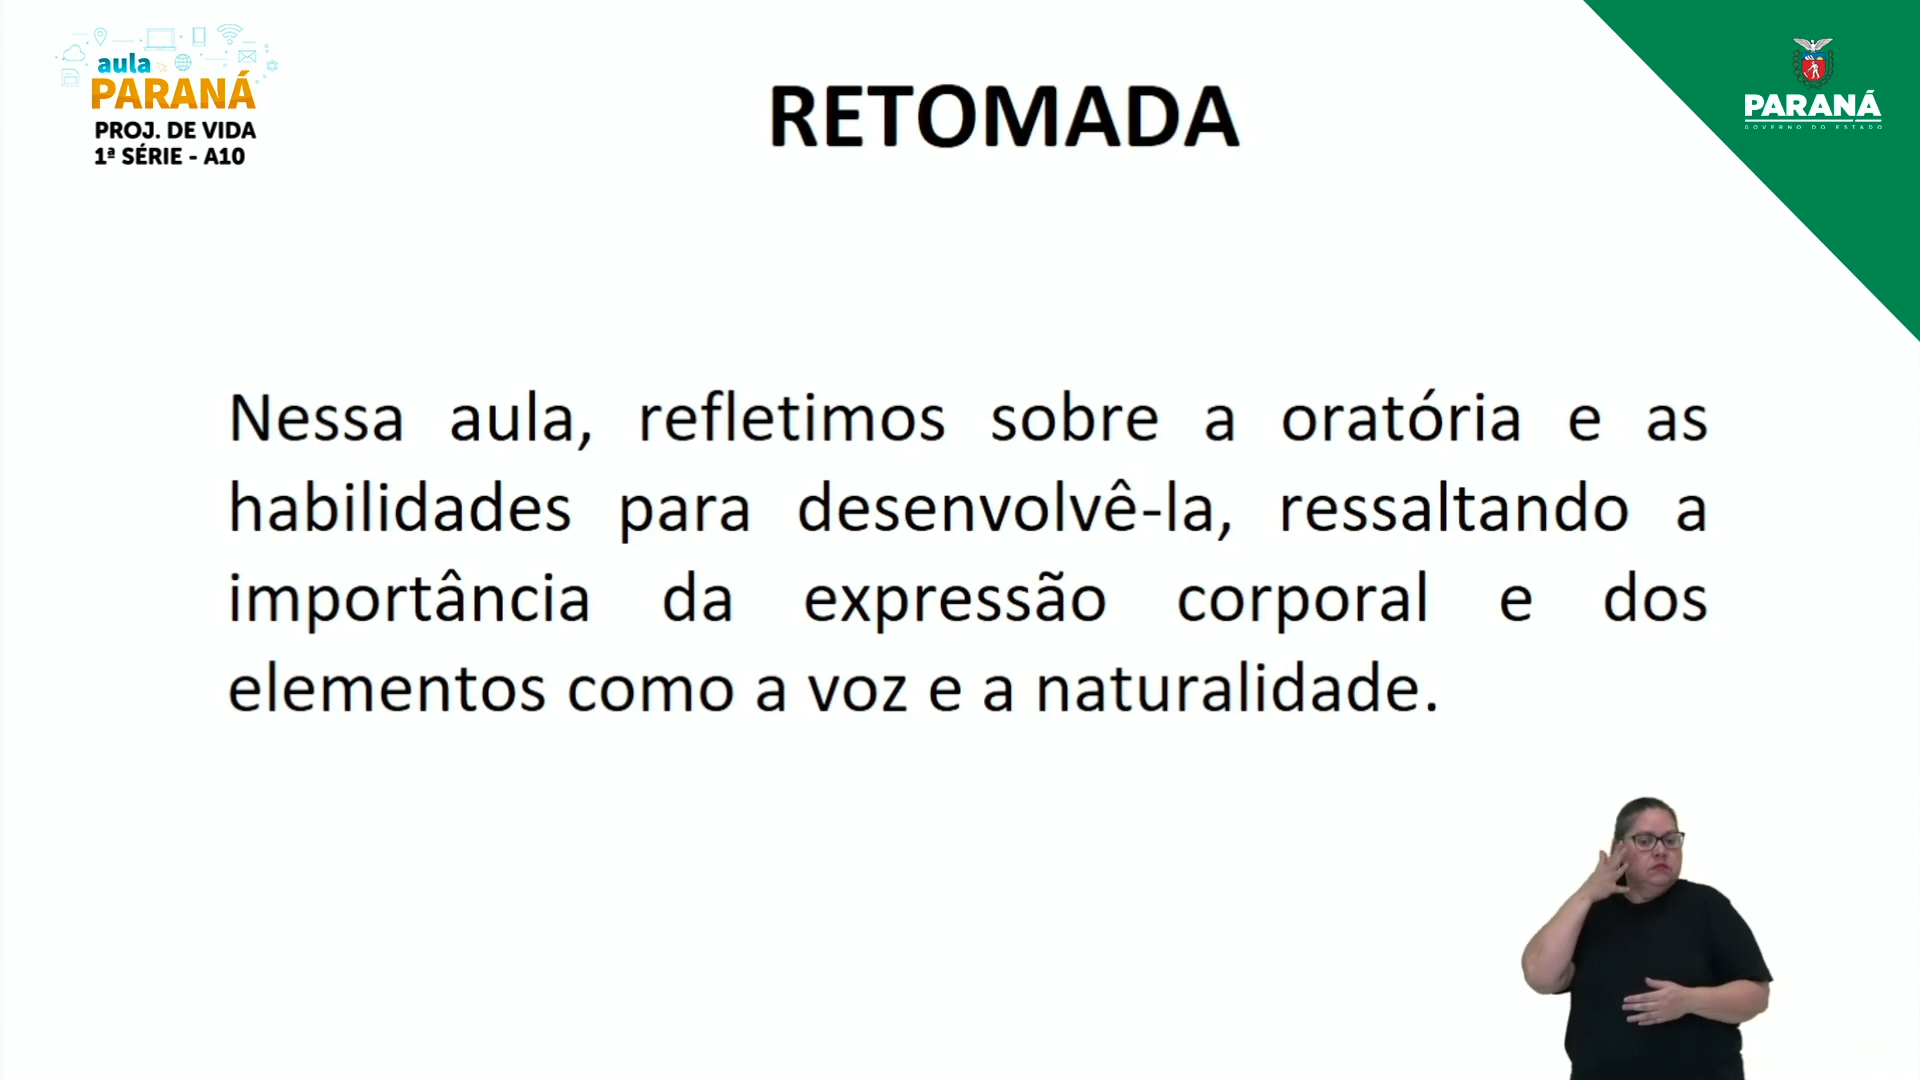 aula
PARANÁ
PROJ. DE VIDA
1ª SÉRIE - A10
RETOMADA
PARANÁ
GOVERNO DO ESTADO
Nessa aula, refletimos sobre a oratória e as
habilidades para desenvolvê-la, ressaltando a
importância da expressão corporal e dos
elementos como a voz e a naturalidade.